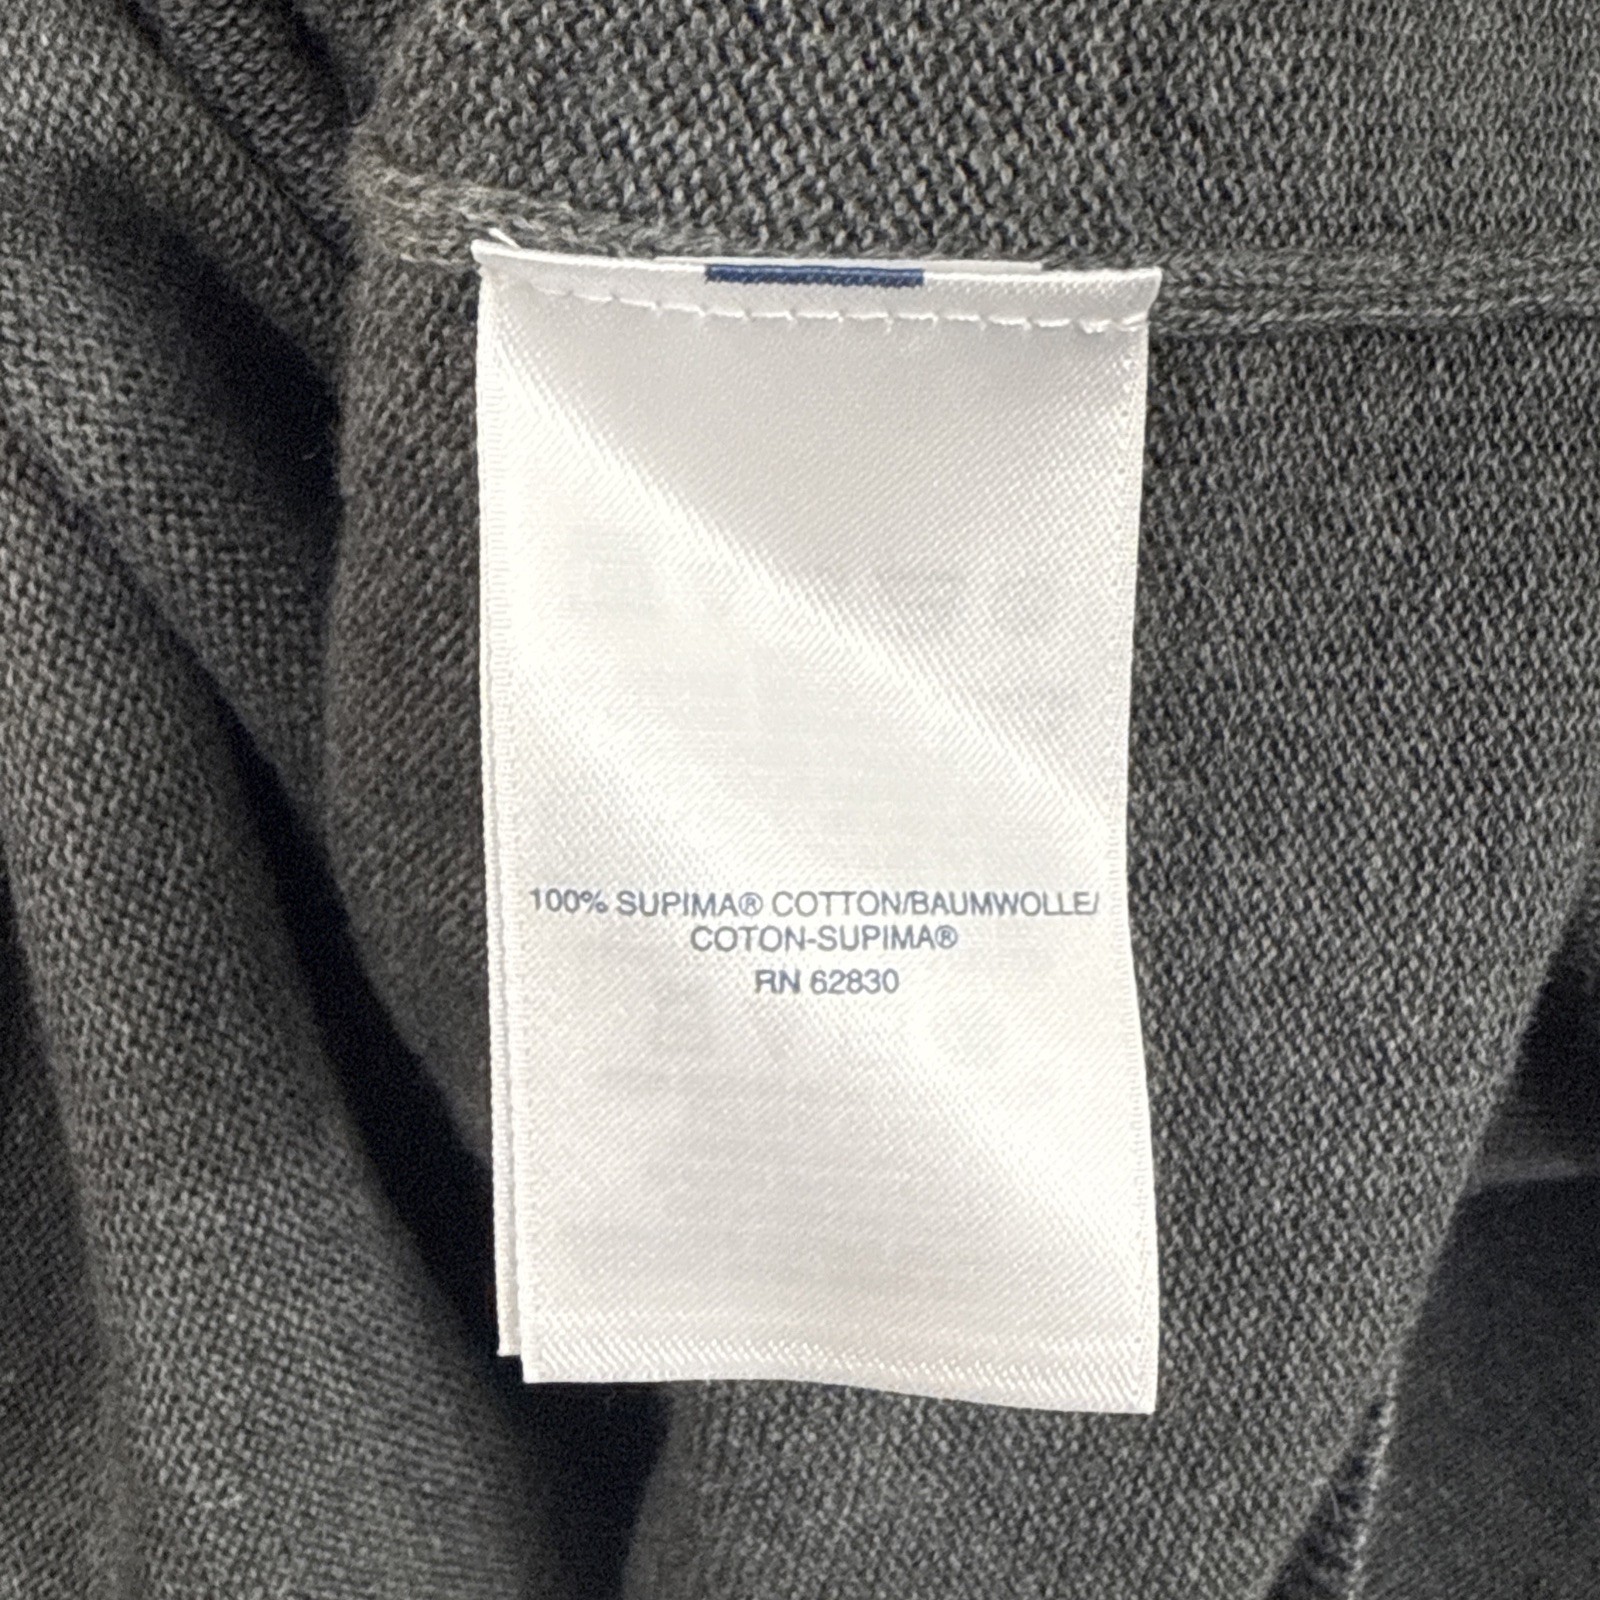 100% SUPIMA® COTTON/BAUMWOLLE/
COTON-SUPIMA®
RN 62830